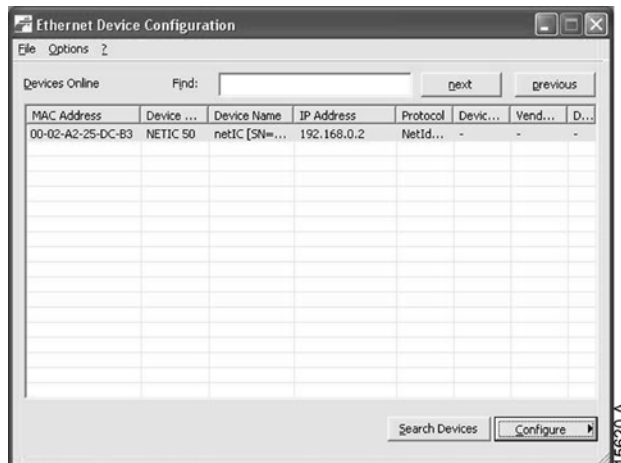 Ethernet Device Configuration
File Options ?
Devices Online Find: next previous
MAC Address Device ... Device Name IP Address Protocol Devic... Vend... D...
00-02-A2-25-DC-B3 NETIC 50 netIC [SN=... 192.168.0.2 NetId... - - -
Search Devices Configure